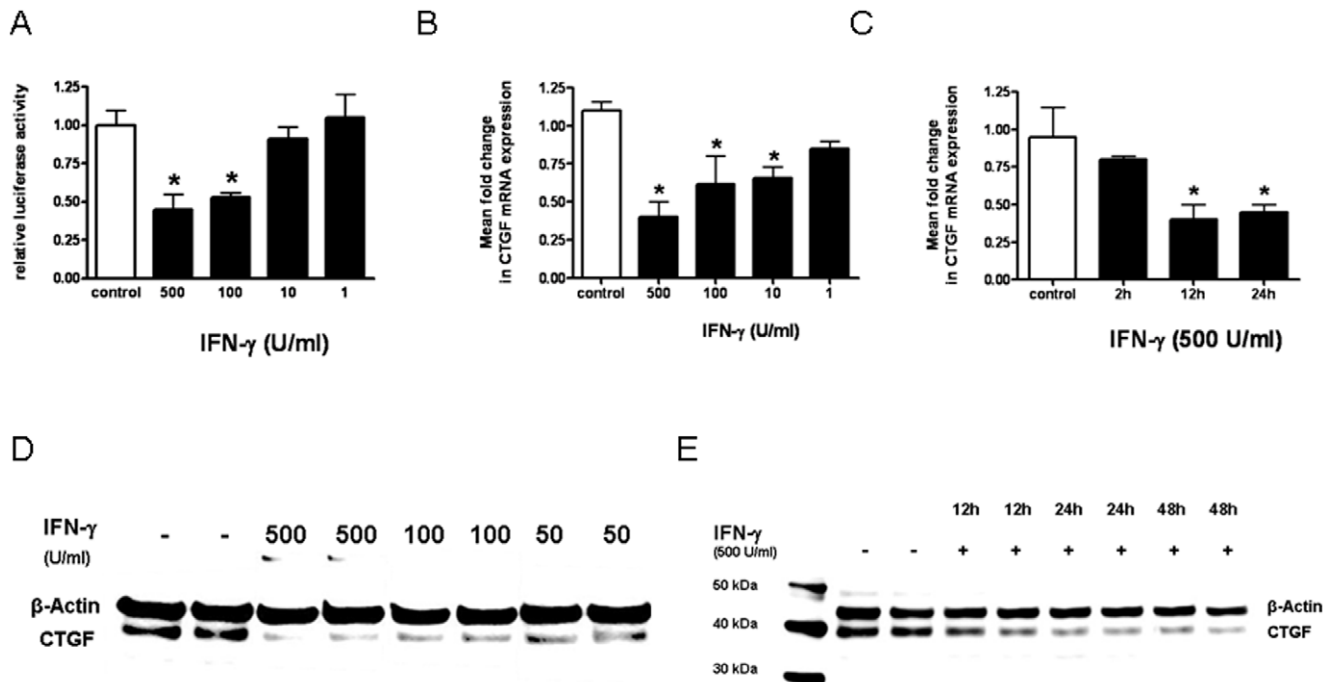 A
relative luciferase activity
1.25
1.00
0.75
0.50
0.25
0.00
*
*
control 500 100 10 1
IFN-γ (U/ml)
B
Mean fold change
in CTGF mRNA expression
1.25
1.00
0.75
0.50
0.25
0.00
*
*
*
control 500 100 10 1
IFN-γ (U/ml)
C
Mean fold change
in CTGF mRNA expression
1.25
1.00
0.75
0.50
0.25
0.00
*
*
control 2h 12h 24h
IFN-γ (500 U/ml)
D
IFN-γ - - 500 500 100 100 50 50
(U/ml)
β-Actin
CTGF
E
12h 12h 24h 24h 48h 48h
IFN-γ
(500 U/ml) - - + + + + + +
50 kDa
β-Actin
40 kDa
CTGF
30 kDa